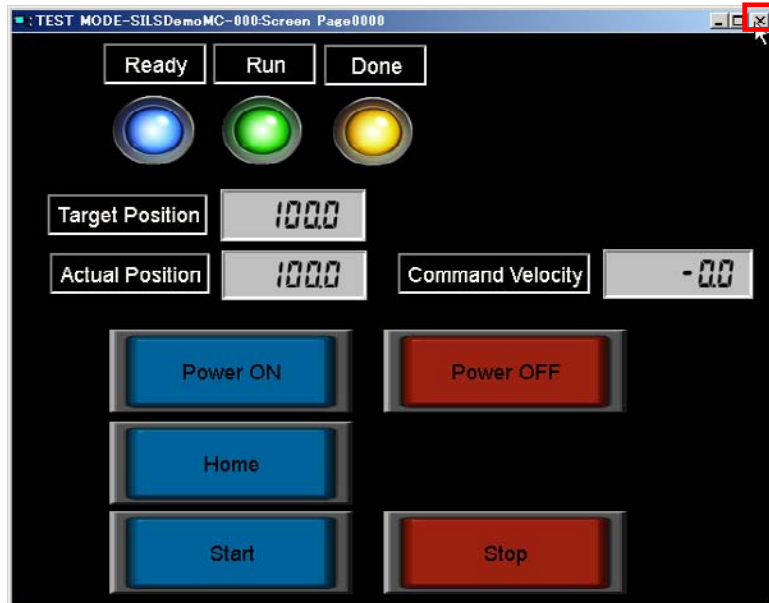 TEST MODE-SILSDemoMC-000:Screen Page0000
Ready Run Done
Target Position 100.0
Actual Position 100.0 Command Velocity -0.0
Power ON Power OFF
Home
Start Stop